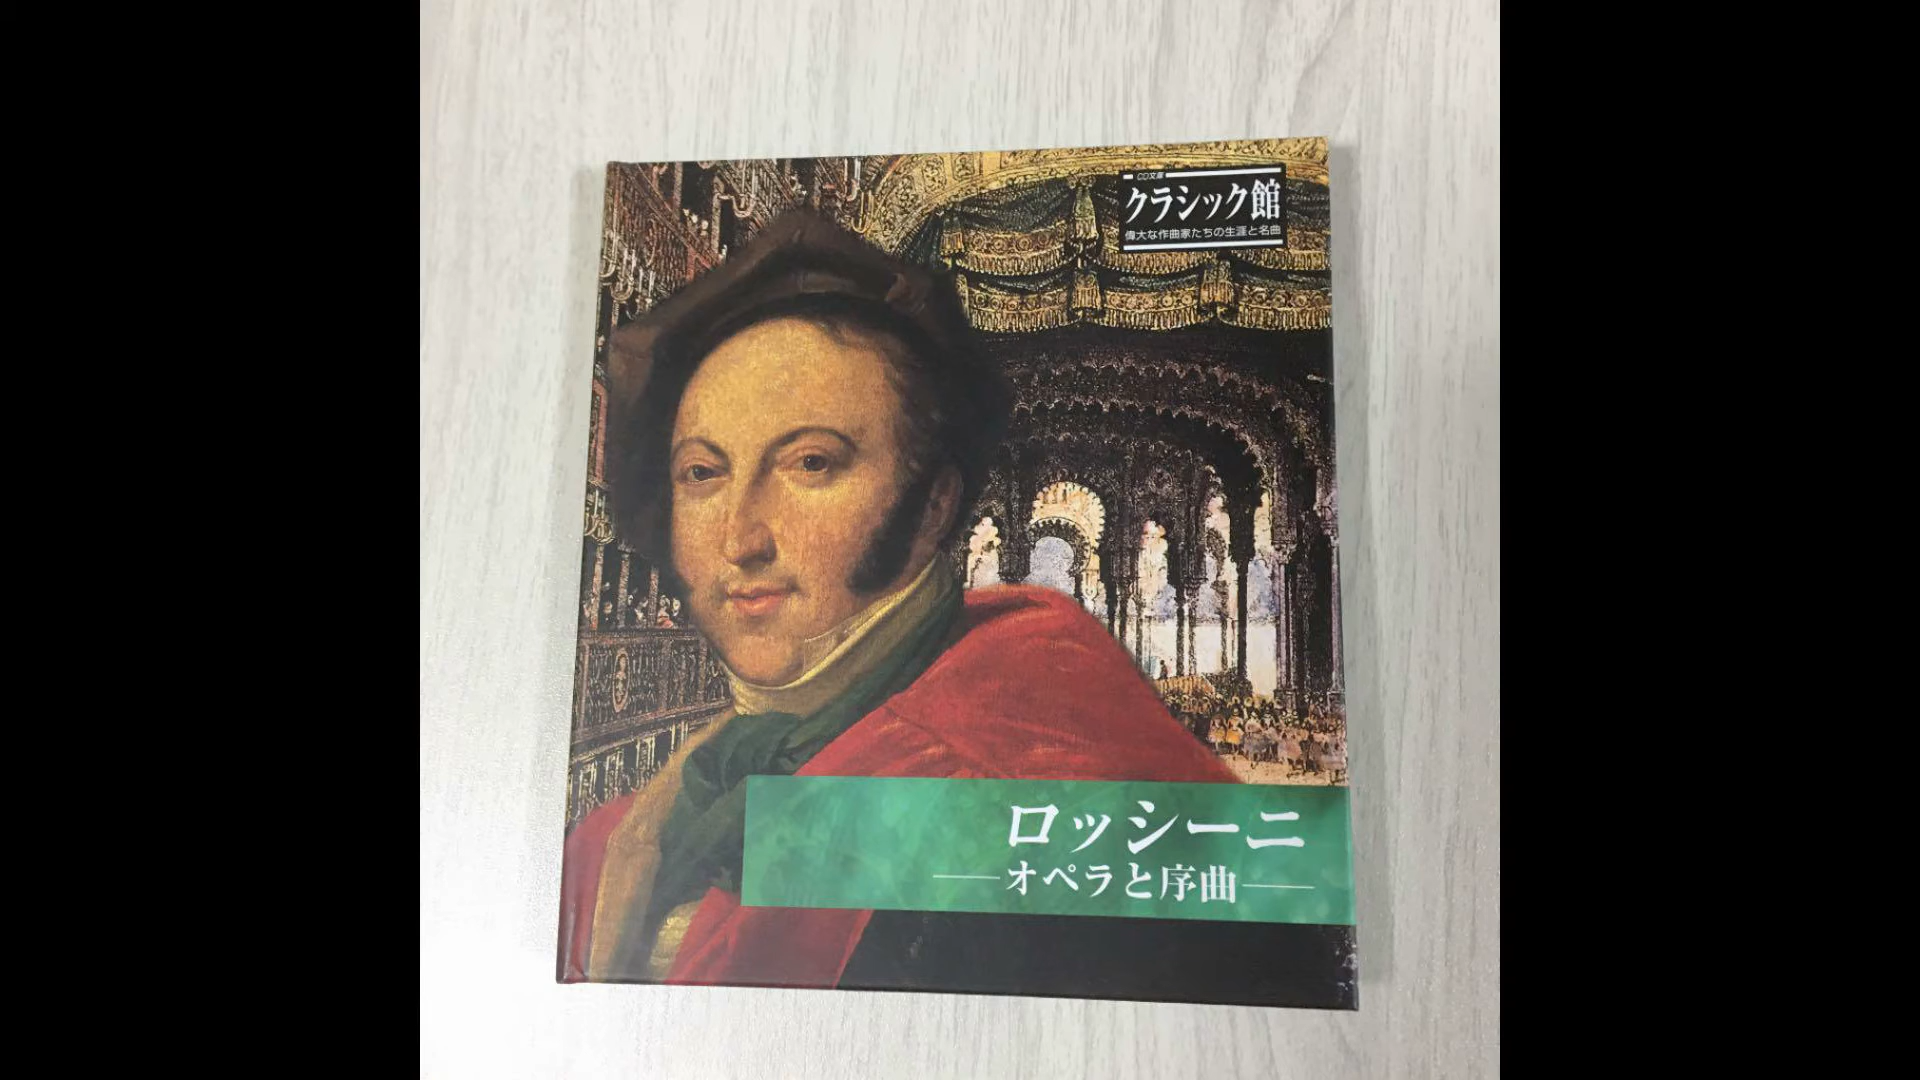 CD文庫
クラシック館
偉大な作曲家たちの生涯と名曲
ロッシーニ
オペラと序曲